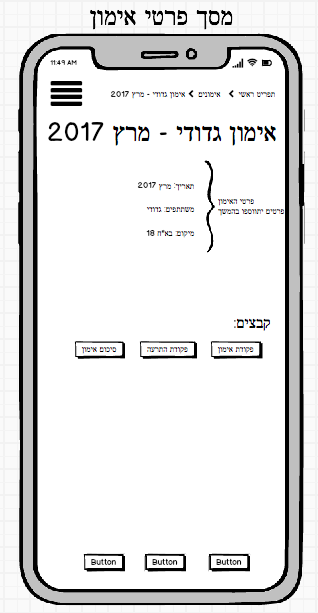 מסך פרטי אימון
11:49 AM
תפריט ראשי > אימונים > אימון גדודי - מרץ 2017
אימון גדודי - מרץ 2017
תאריך: מרץ 2017
פרטי האימון
פרטים יתווספו בהמשך
משתתפים: גדודי
מיקום: בא"ח 18
קבצים:
פקודת אימון
פקודת התרעה
סיכום אימון
Button
Button
Button